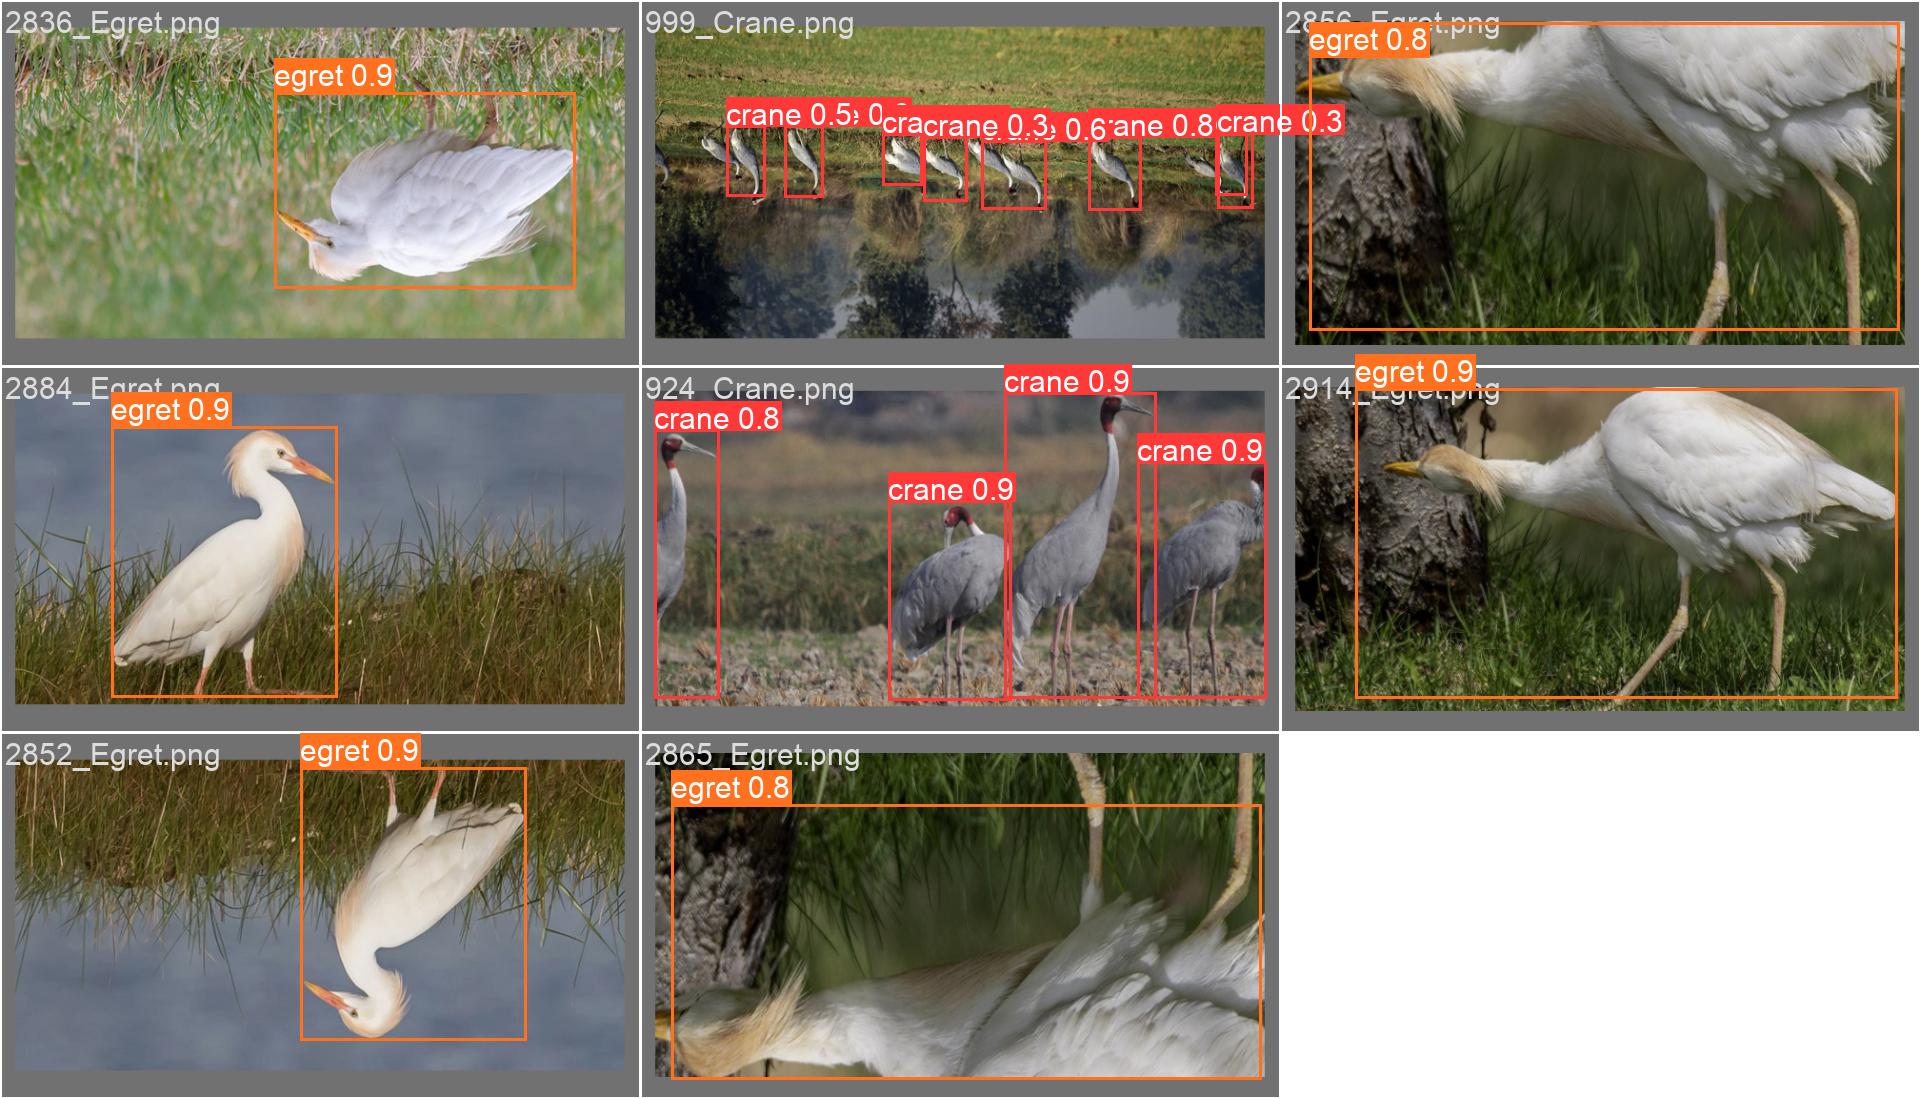 2836_Egret.png
egret 0.9
999_Crane.png
crane 0.5
crane 0.3
0.6
crane 0.8
crane 0.3
2856_Egret.png
egret 0.8
2884_Egret.png
egret 0.9
924_Crane.png
crane 0.8
crane 0.9
crane 0.9
crane 0.9
2914_Egret.png
egret 0.9
2852_Egret.png
egret 0.9
2865_Egret.png
egret 0.8